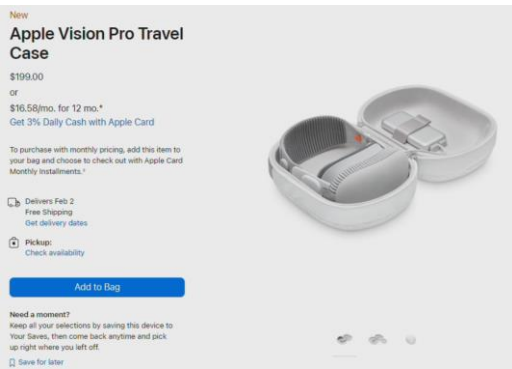 New
Apple Vision Pro Travel
Case
$199.00
or
$16.58/mo. for 12 mo.*
Get 3% Daily Cash with Apple Card
To purchase with monthly pricing, add this item to
your bag and choose to check out with Apple Card
Monthly Installments.*
Delivers Feb 2
Free Shipping
Get delivery dates
Pickup:
Check availability
Add to Bag
Need a moment?
Keep all your selections by saving this device to
Your Saves, then come back anytime and pick
up right where you left off.
Save for later